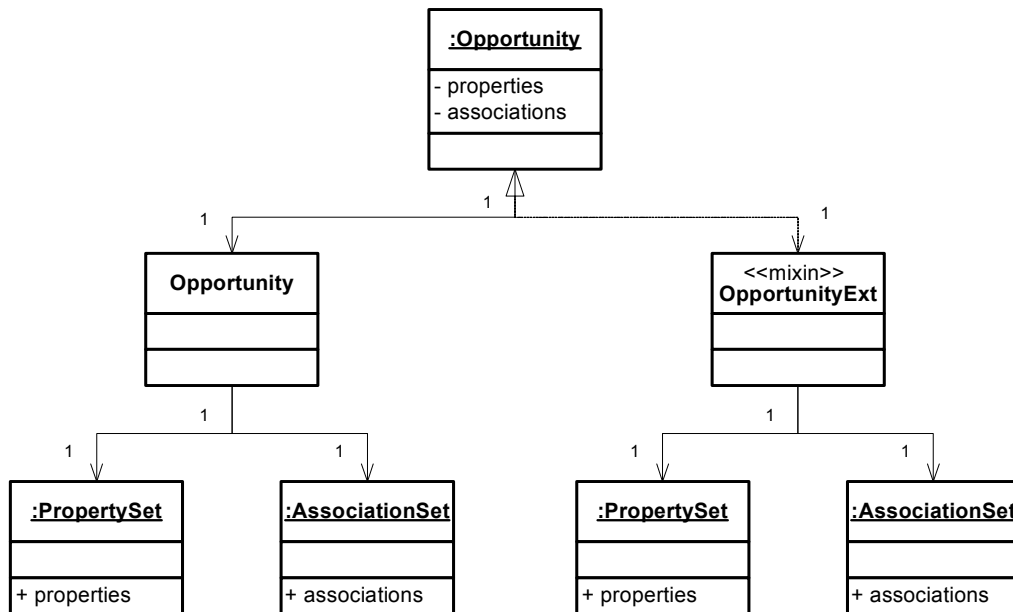 :Opportunity
- properties
- associations
1
1
1
Opportunity
<<mixin>>
OpportunityExt
1
1
1
1
1
1
:PropertySet
:AssociationSet
:PropertySet
:AssociationSet
+ properties
+ associations
+ properties
+ associations